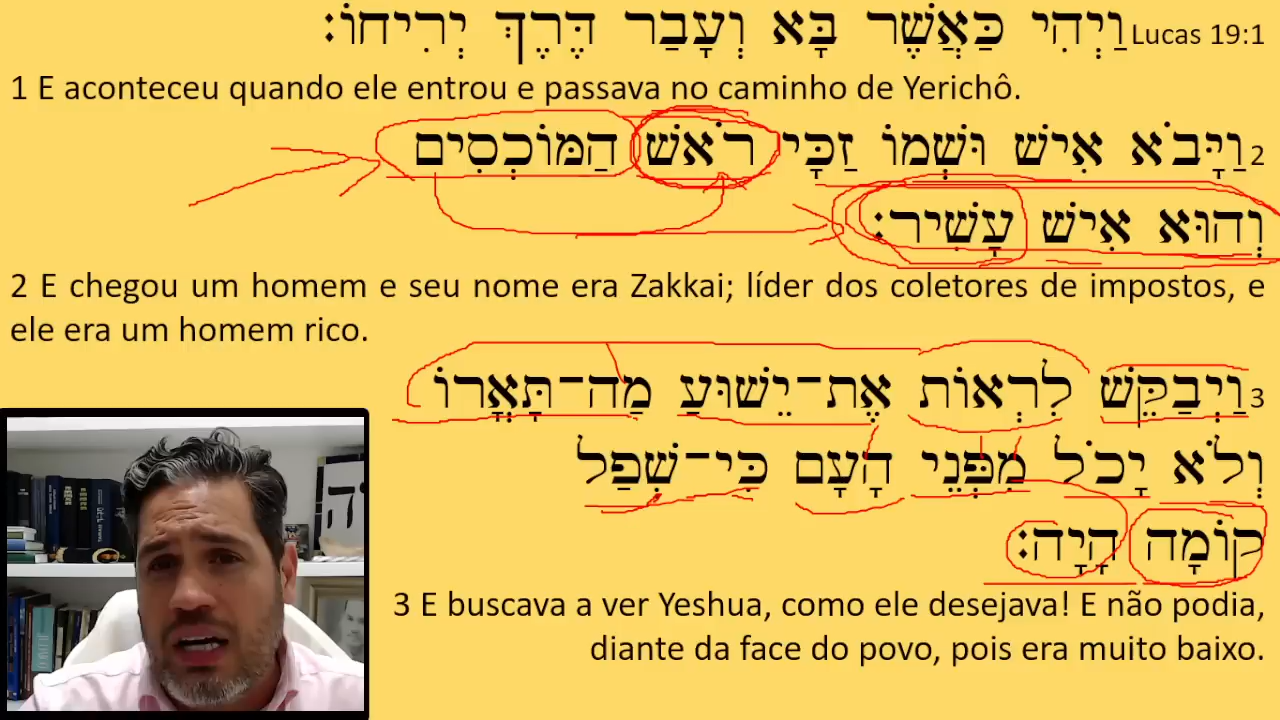 Lucas 19:1 וַיְהִי כַּאֲשֶׁר בָּא וְעָבַר דֶּרֶךְ יְרִיחוֹ׃
1 E aconteceu quando ele entrou e passava no caminho de Yerichô.
2 וַיָּבֹא אִישׁ וּשְׁמוֹ זַכָּי רֹאשׁ הַמּוֹכְסִים
וְהוּא אִישׁ עָשִׁיר׃
2 E chegou um homem e seu nome era Zakkai; líder dos coletores de impostos, e
ele era um homem rico.
3 וַיְבַקֵּשׁ לִרְאוֹת אֶת־יֵשׁוּעַ מַה־תָּאֳרוֹ
וְלֹא יָכֹל מִפְּנֵי הָעָם כִּי־שְׁפַל
קוֹמָה הָיָה׃
3 E buscava a ver Yeshua, como ele desejava! E não podia,
diante da face do povo, pois era muito baixo.